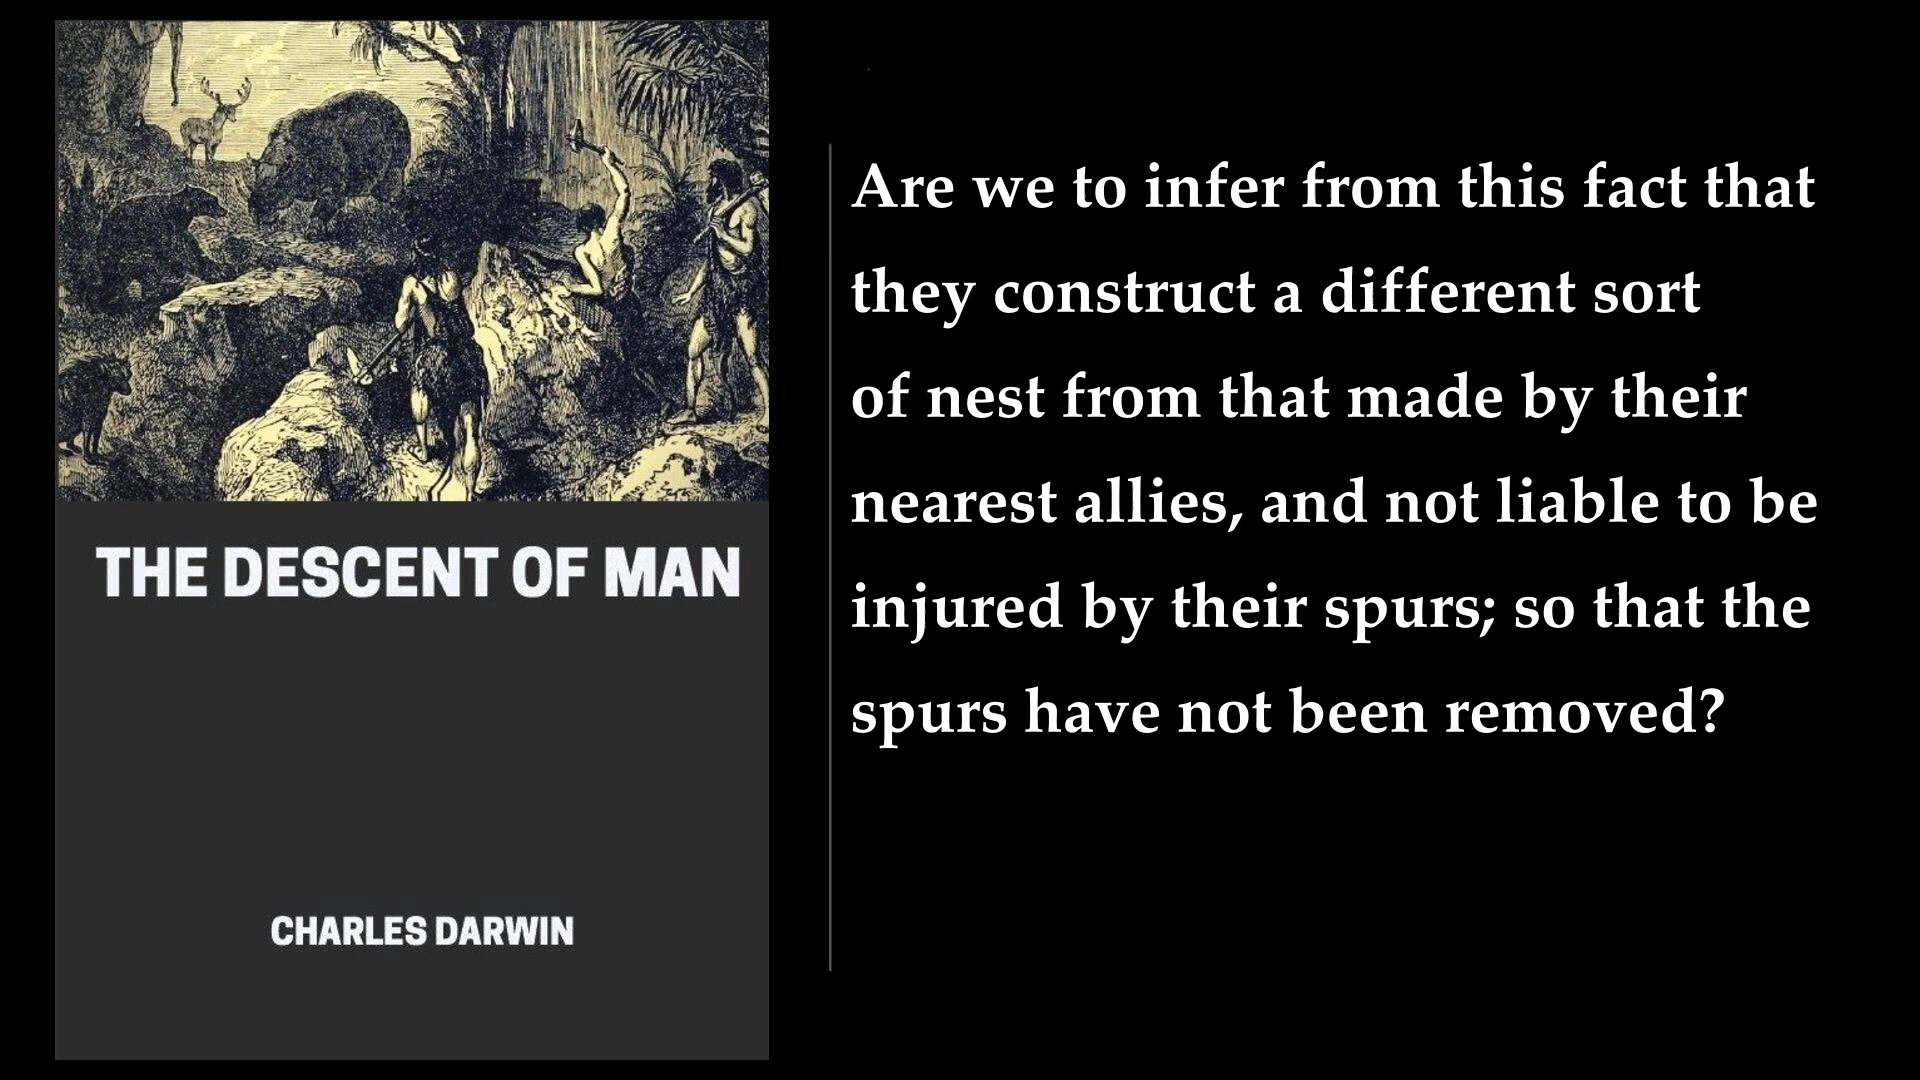 THE DESCENT OF MAN
CHARLES DARWIN
Are we to infer from this fact that
they construct a different sort
of nest from that made by their
nearest allies, and not liable to be
injured by their spurs; so that the
spurs have not been removed?